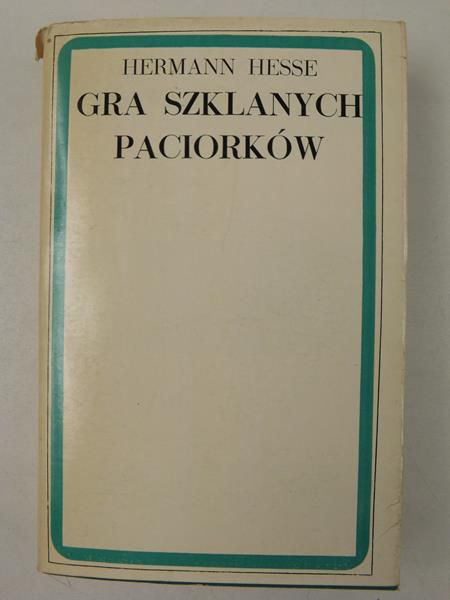 HERMANN HESSE
GRA SZKLANYCH
PACIORKÓW